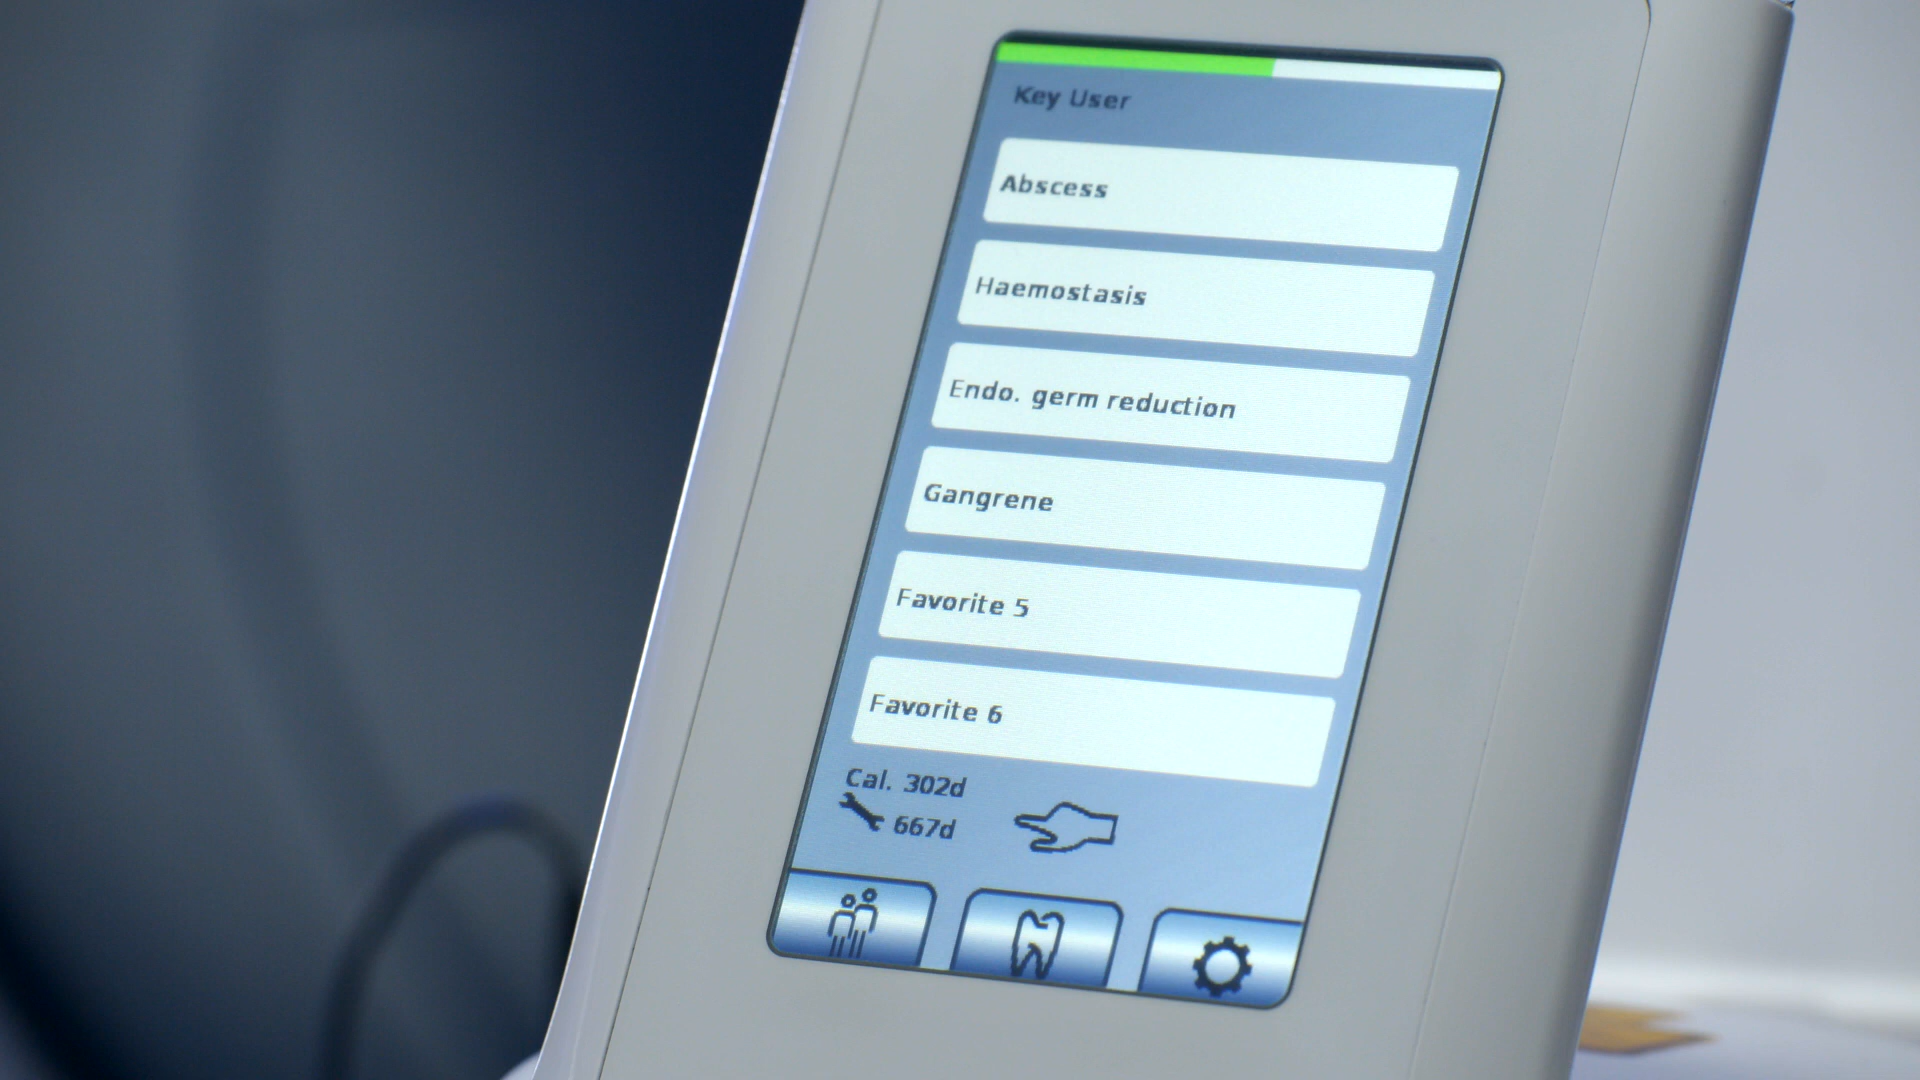 Key User
Abscess
Haemostasis
Endo. germ reduction
Gangrene
Favorite 5
Favorite 6
Cal. 302d
667d